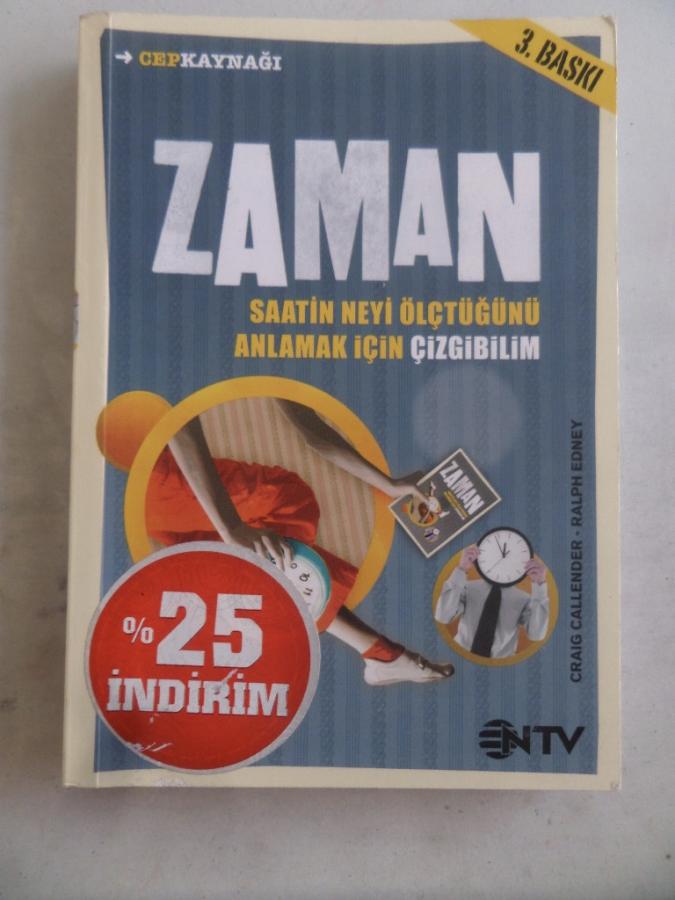 CEPKAYNAĞI
3. BASKI
ZAMAN
SAATİN NEYİ ÖLÇTÜĞÜNÜ
ANLAMAK İÇİN ÇİZGİBİLİM
ZAMAN
CRAIG CALLENDER - RALPH EDNEY
%25
İNDİRİM
NTV